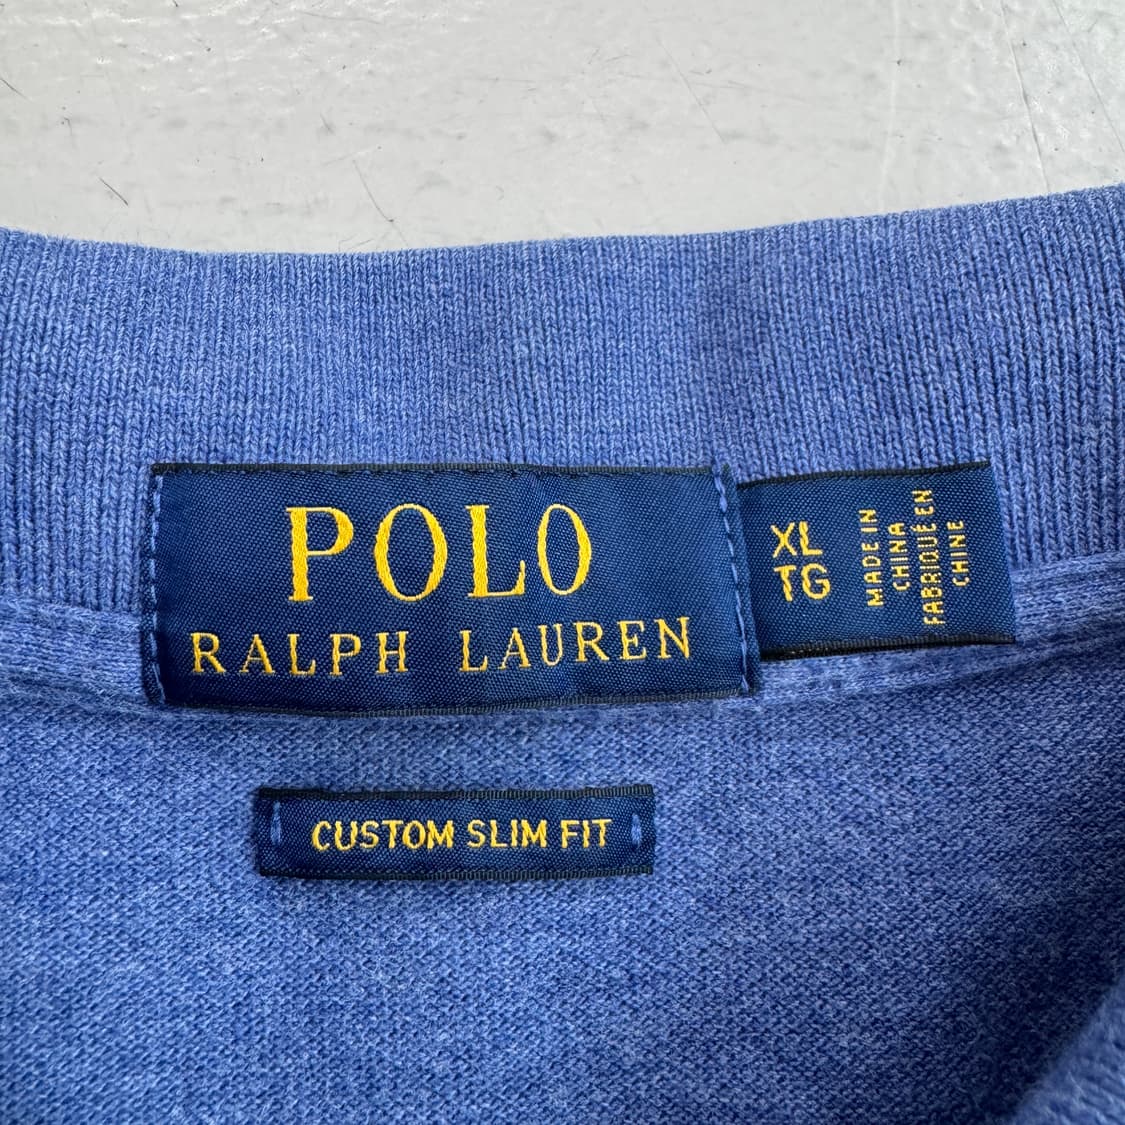 POLO
RALPH LAUREN
XL
TG
MADE IN
CHINA
FABRIQUÉ EN
CHINE
CUSTOM SLIM FIT